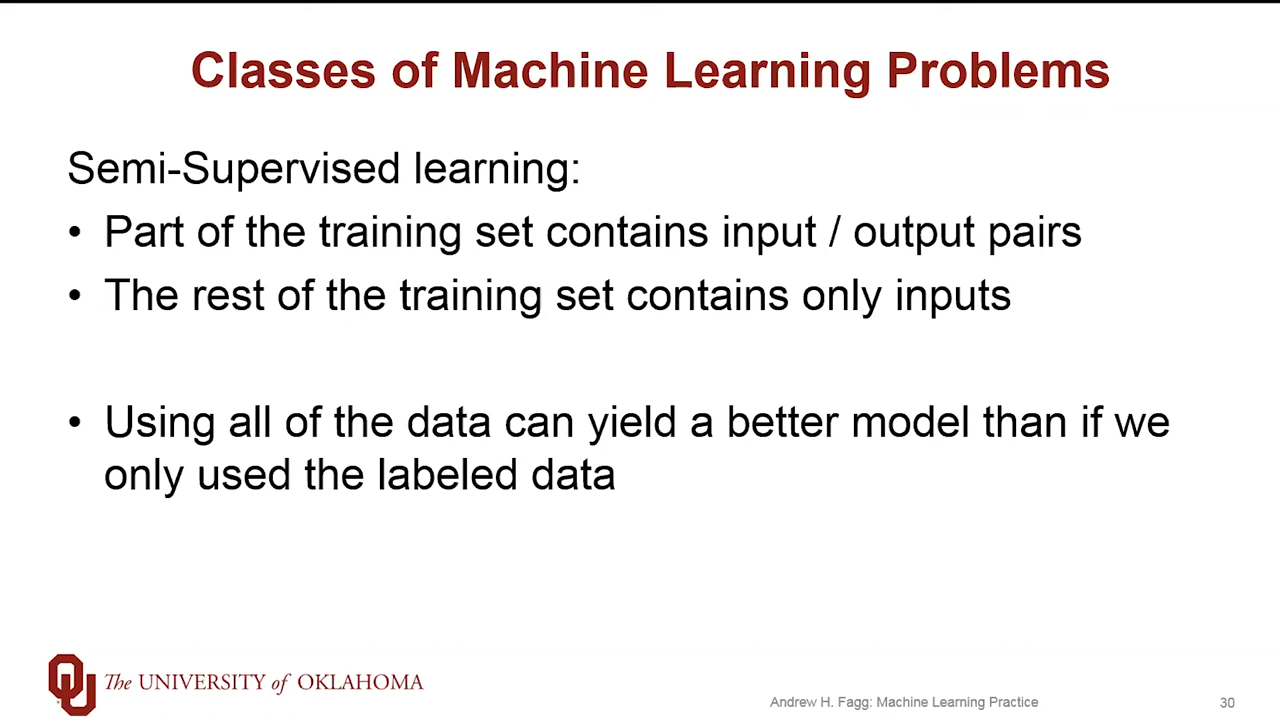 Classes of Machine Learning Problems
Semi-Supervised learning:
• Part of the training set contains input / output pairs
• The rest of the training set contains only inputs
• Using all of the data can yield a better model than if we
only used the labeled data
OU The UNIVERSITY of OKLAHOMA
Andrew H. Fagg: Machine Learning Practice
30